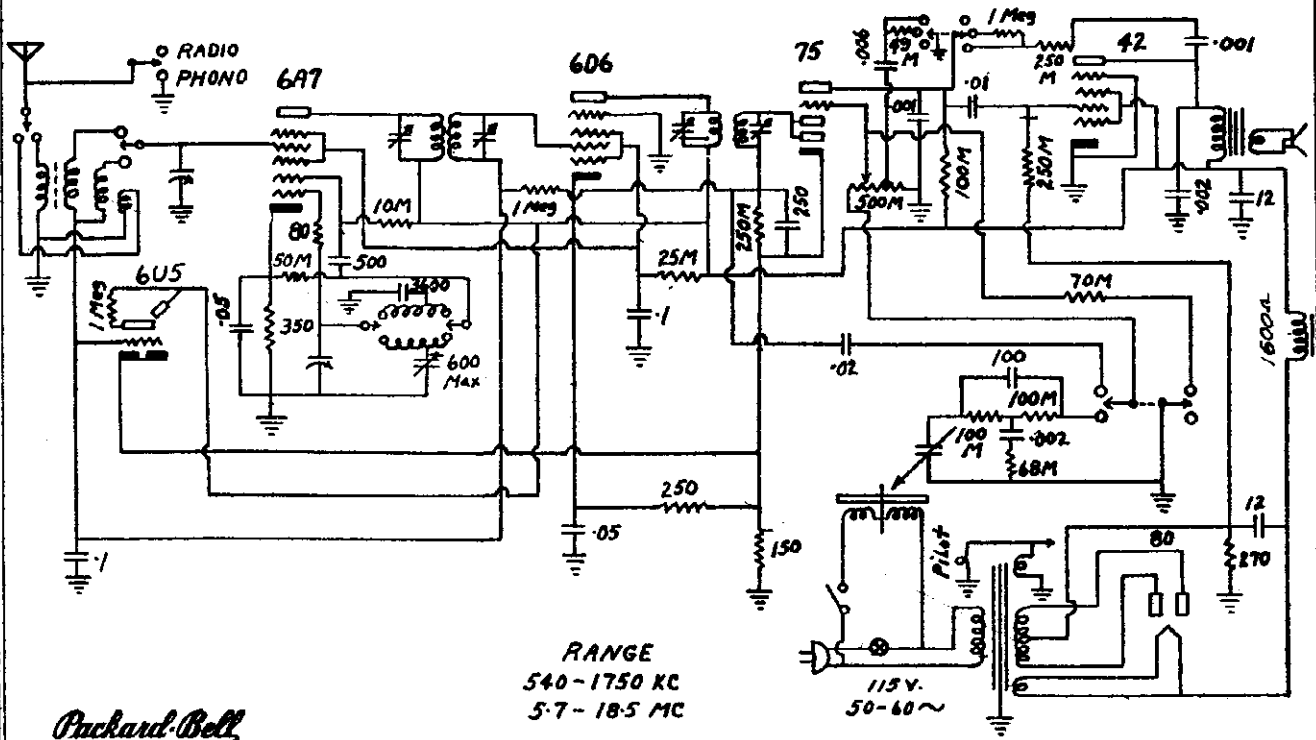 RADIO
PHONO
6A7
6D6
75
.006
49
M
1 Meg
250
M
42
.001
.001
.01
10M
80
1 Meg
250M
250
500M
100M
250M
.002
12
6U5
1 Meg
50M
500
3600
25M
70M
.05
350
600
Max
.1
.02
1600Ω
100
100M
100
M
.002
68M
250
.05
.1
150
Pilot
80
12
270
RANGE
540-1750 KC
5.7-18.5 MC
115 V.
50-60~
Packard-Bell